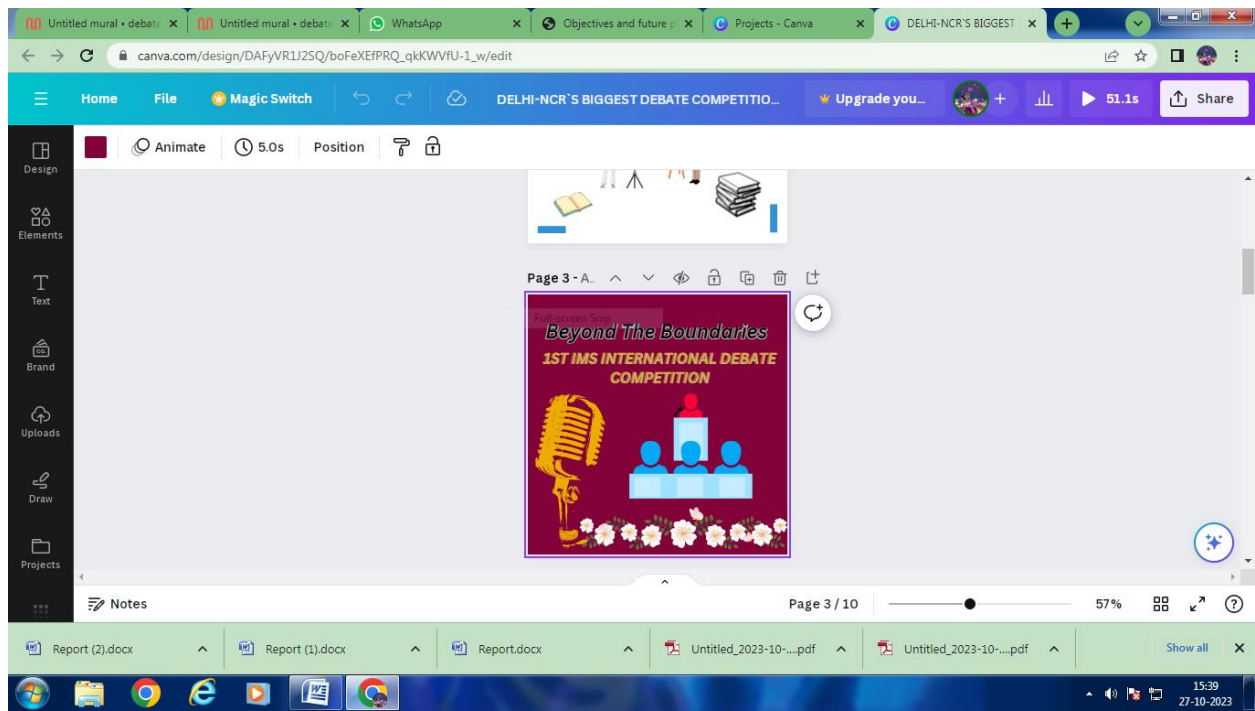 Untitled mural • debate
Untitled mural • debate
WhatsApp
Objectives and future p
Projects - Canva
DELHI-NCR'S BIGGEST
canva.com/design/DAFyVR1J2SQ/boFeXEfPRQ_qkKWVfU-1_w/edit
Home File Magic Switch DELHI-NCR`S BIGGEST DEBATE COMPETITIO... Upgrade you... 51.1s Share
Animate 5.0s Position
Design
Elements
Text
Brand
Uploads
Draw
Projects
Page 3 - A..
Full-screen Snip
Beyond The Boundaries
1ST IMS INTERNATIONAL DEBATE
COMPETITION
Notes Page 3 / 10 57%
Report (2).docx Report (1).docx Report.docx Untitled_2023-10-....pdf Untitled_2023-10-....pdf Show all
15:39
27-10-2023